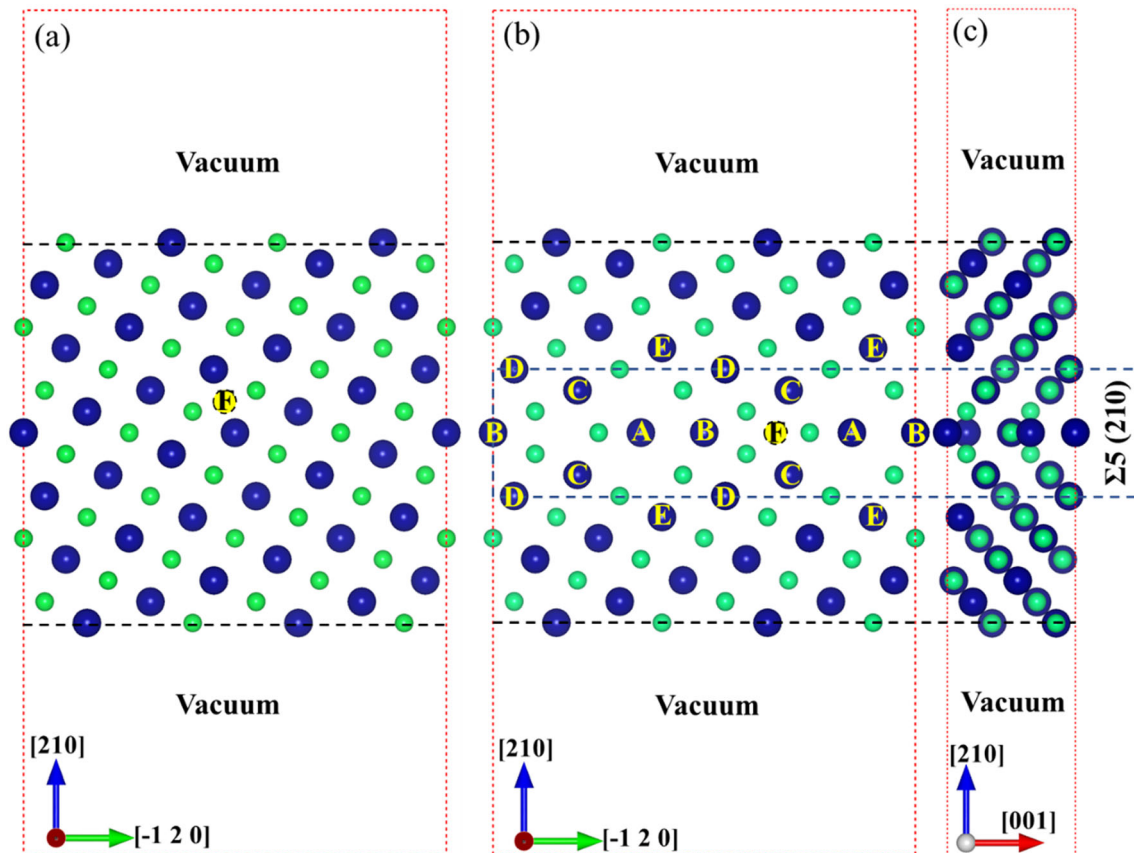 (a)
(b)
(c)
Vacuum
Vacuum
Vacuum
E
E
D
D
C
C
F
B
A
B
F
A
B
C
C
D
D
E
E
Σ5 (210)
Vacuum
Vacuum
Vacuum
[210]
[-1 2 0]
[210]
[-1 2 0]
[210]
[001]